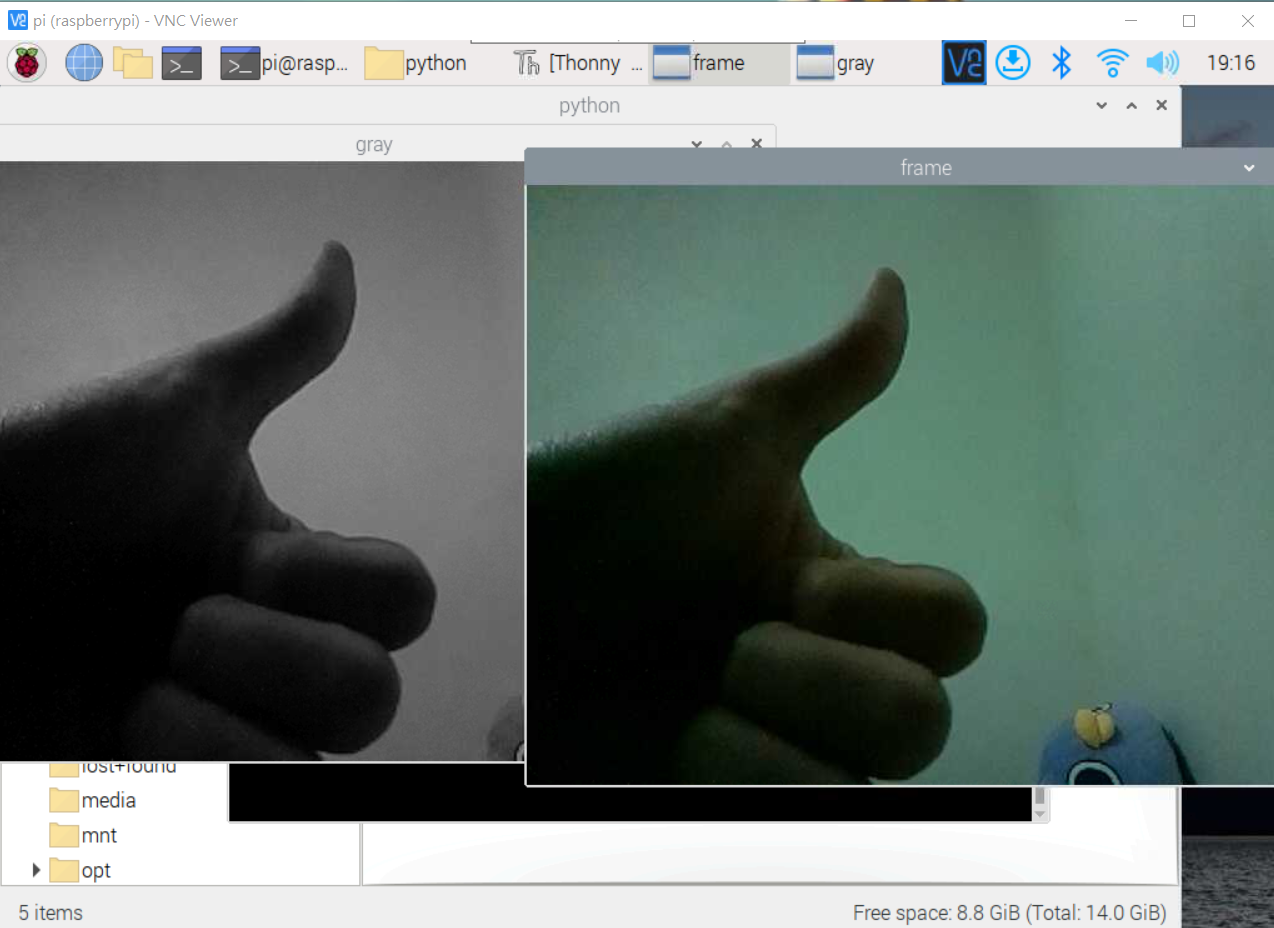 pi (raspberrypi) - VNC Viewer
pi@rasp... python [Thonny ... frame gray 19:16
python
gray
frame
lost+found
media
mnt
opt
5 items Free space: 8.8 GiB (Total: 14.0 GiB)